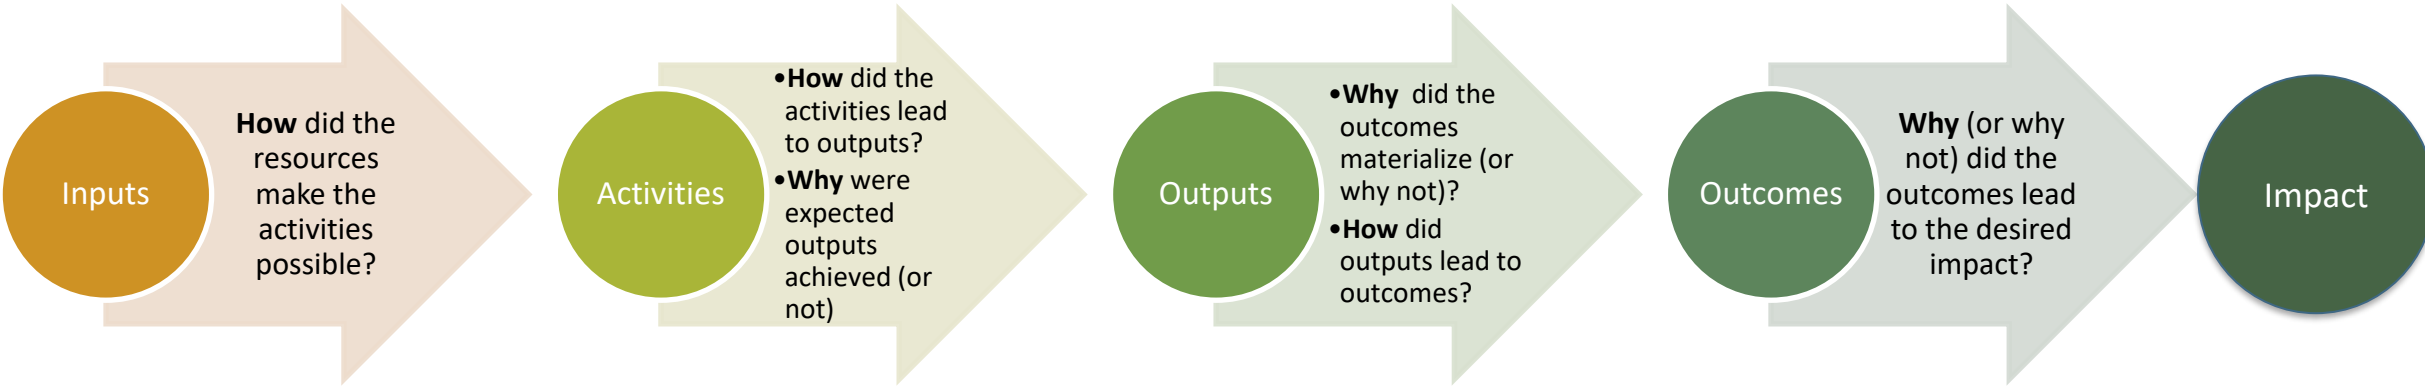 Inputs
How did the
resources
make the
activities
possible?
Activities
•How did the
activities lead
to outputs?
•Why were
expected
outputs
achieved (or
not)
Outputs
•Why  did the
outcomes
materialize (or
why not)?
•How did
outputs lead to
outcomes?
Outcomes
Why (or why
not) did the
outcomes lead
to the desired
impact?
Impact